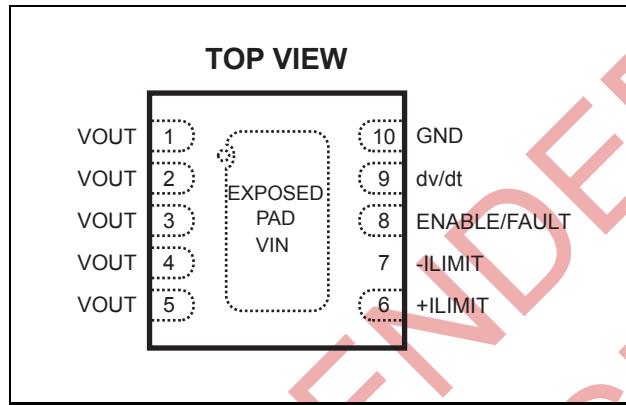 TOP VIEW
VOUT 1 10 GND
VOUT 2 9 dv/dt
VOUT 3 8 ENABLE/FAULT
VOUT 4 7 -ILIMIT
VOUT 5 6 +ILIMIT
EXPOSED
PAD
VIN